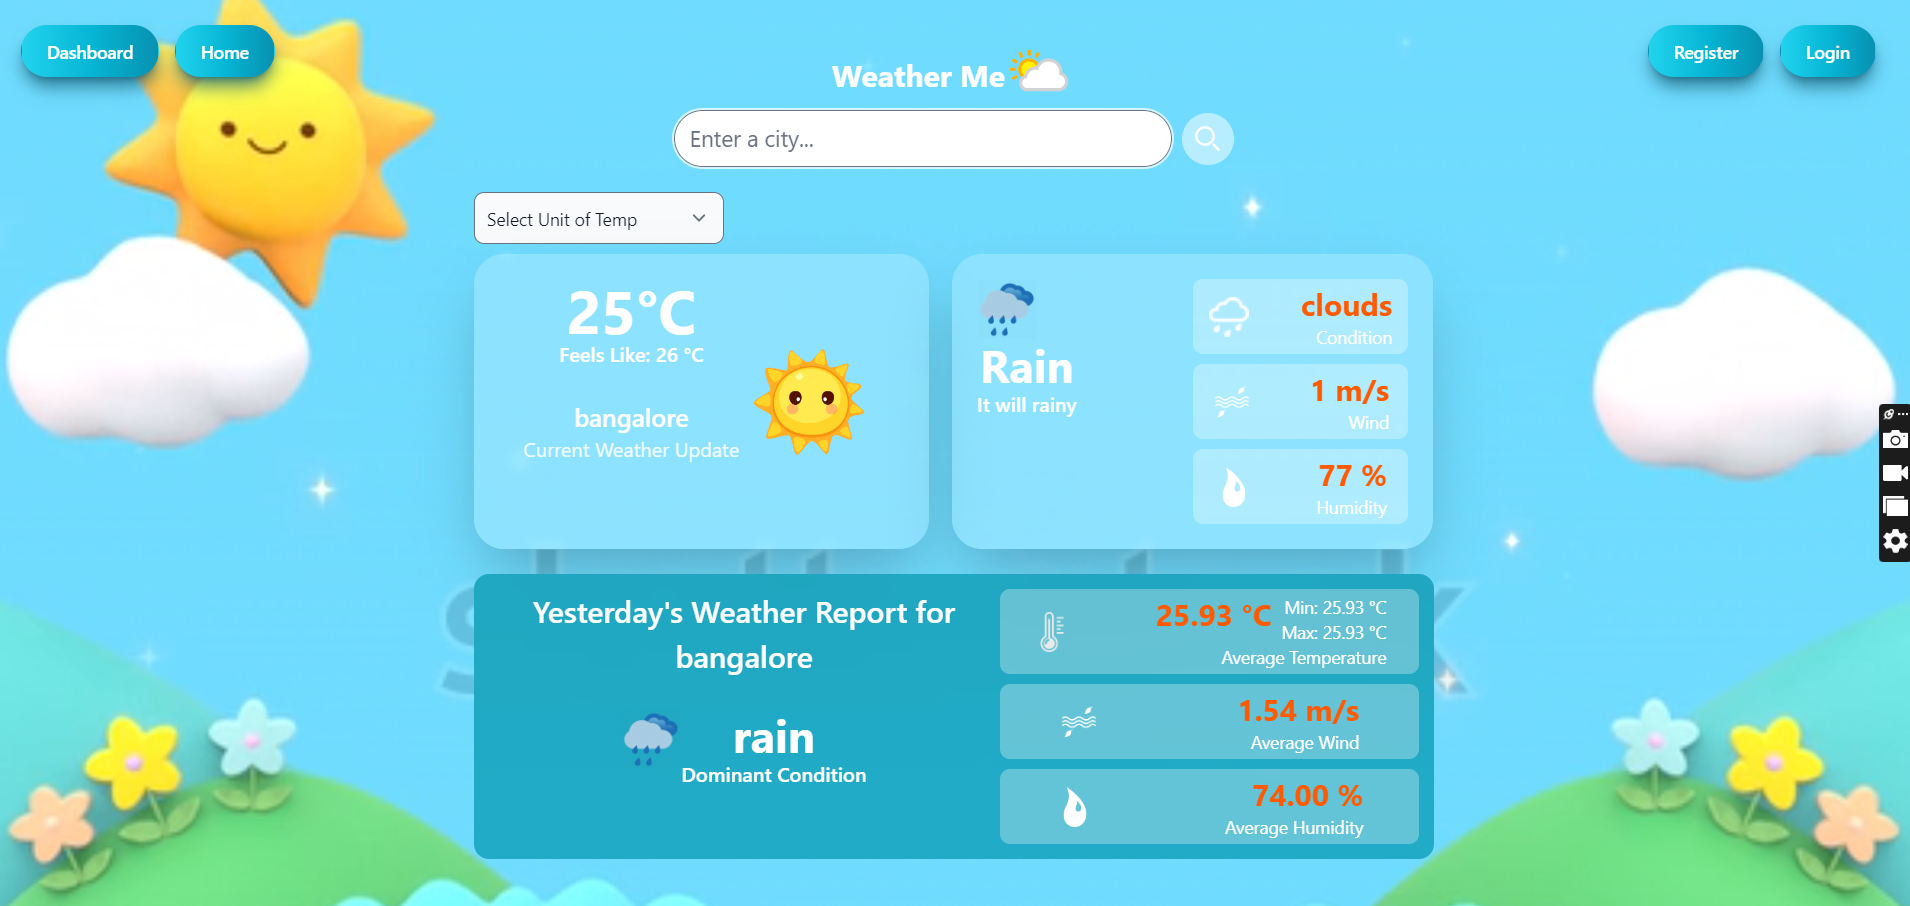 Dashboard
Home
Register
Login
Weather Me
Enter a city...
Select Unit of Temp
25°C
Feels Like: 26 °C
bangalore
Current Weather Update
Rain
It will rainy
clouds
Condition
1 m/s
Wind
77 %
Humidity
Yesterday's Weather Report for
bangalore
rain
Dominant Condition
25.93 °C
Min: 25.93 °C
Max: 25.93 °C
Average Temperature
1.54 m/s
Average Wind
74.00 %
Average Humidity